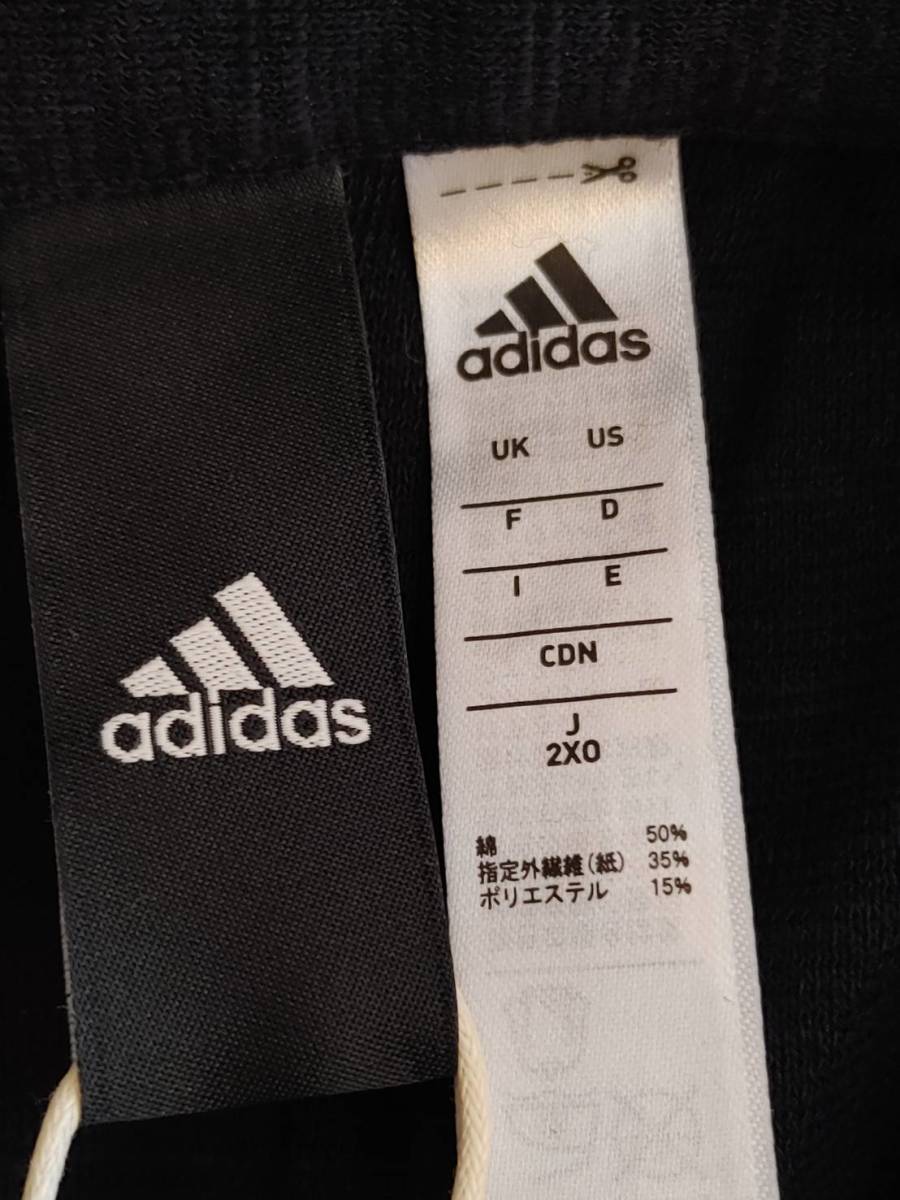 adidas
adidas
UK US
F D
I E
CDN
J
2XO
綿 50%
指定外繊維(紙) 35%
ポリエステル 15%